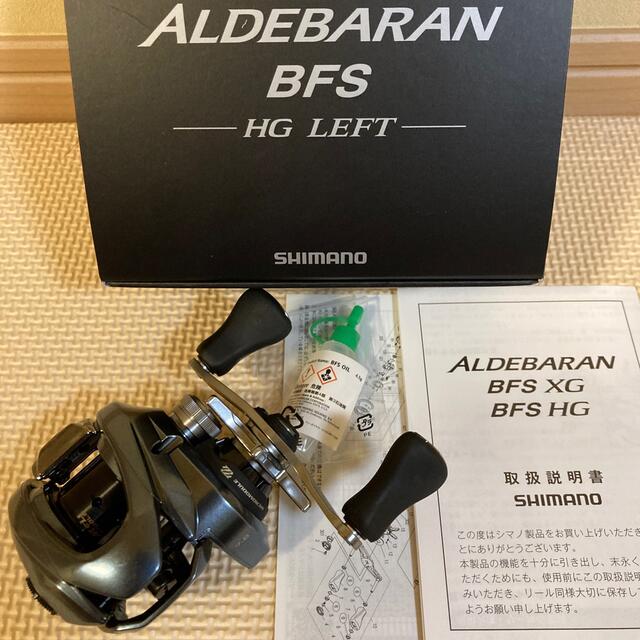 ALDEBARAN
BFS
HG LEFT
SHIMANO
BFS OIL
PE
ALDEBARAN
BFS XG
BFS HG
取扱説明書
SHIMANO
この度はシマノ製品をお買い上げいただき
とにありがとうございます。
本製品の機能を十分に引き出し、末永く
ただくためにも、使用前にこの取扱説明
みいただき、リール同様大切に保存して
ようお願い申し上げます。